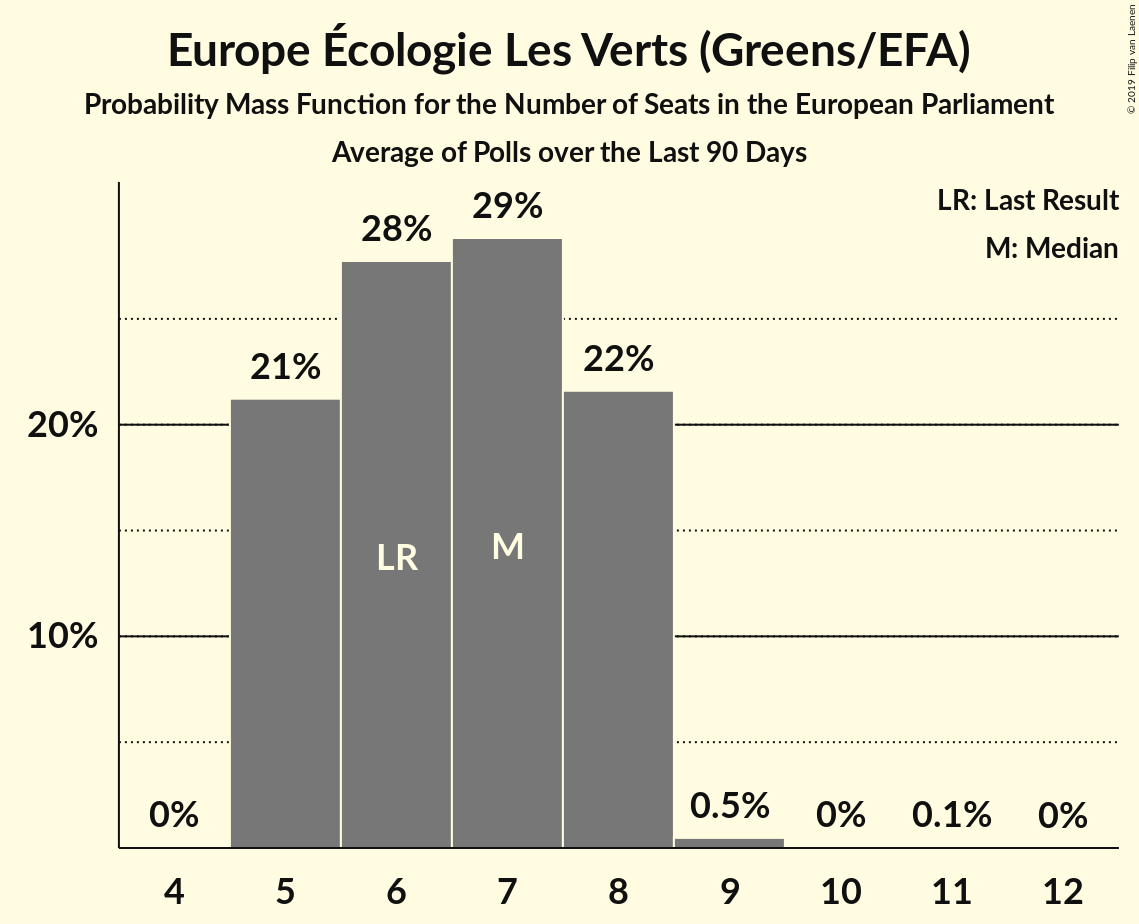 Europe Écologie Les Verts (Greens/EFA)
Probability Mass Function for the Number of Seats in the European Parliament
Average of Polls over the Last 90 Days
© 2019 Filip van Laenen
LR: Last Result
M: Median
29%
28%
22%
21%
20%
LR
M
10%
0%
0.5%
0%
0.1%
0%
4 5 6 7 8 9 10 11 12